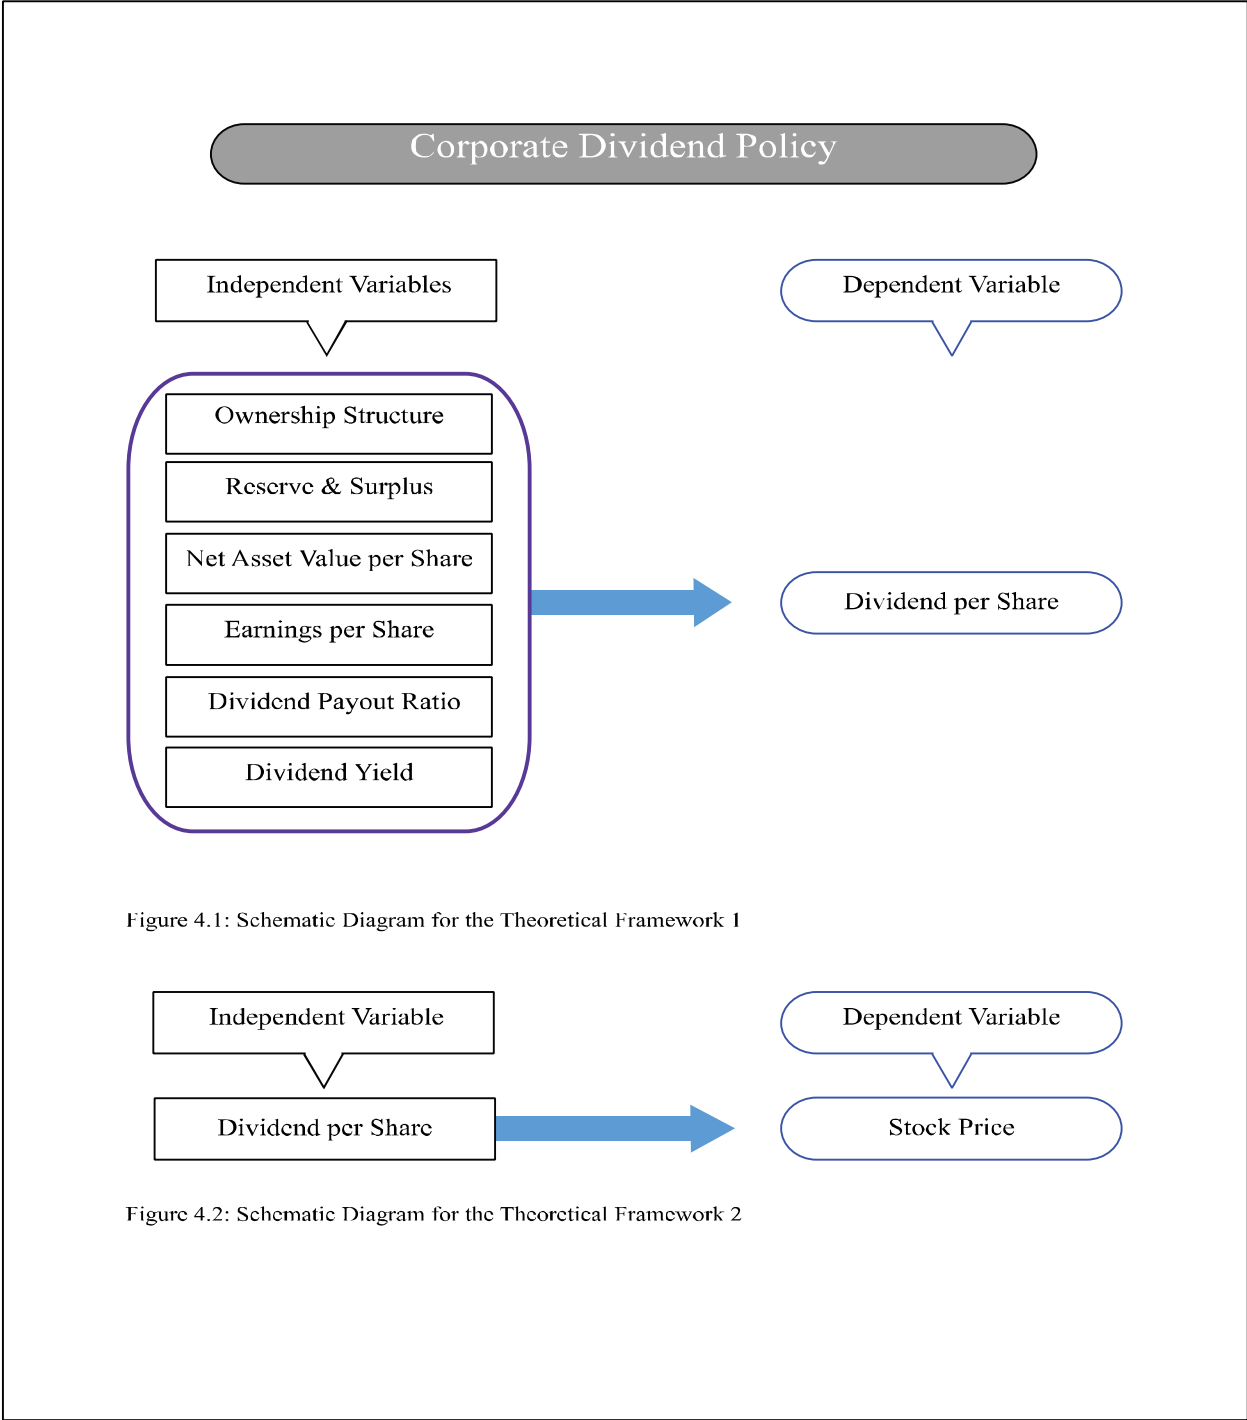 Corporate Dividend Policy
Independent Variables
Dependent Variable
Ownership Structure
Reserve & Surplus
Net Asset Value per Share
Earnings per Share
Dividend Payout Ratio
Dividend Yield
Dividend per Share
Figure 4.1: Schematic Diagram for the Theoretical Framework 1
Independent Variable
Dependent Variable
Dividend per Share
Stock Price
Figure 4.2: Schematic Diagram for the Theoretical Framework 2